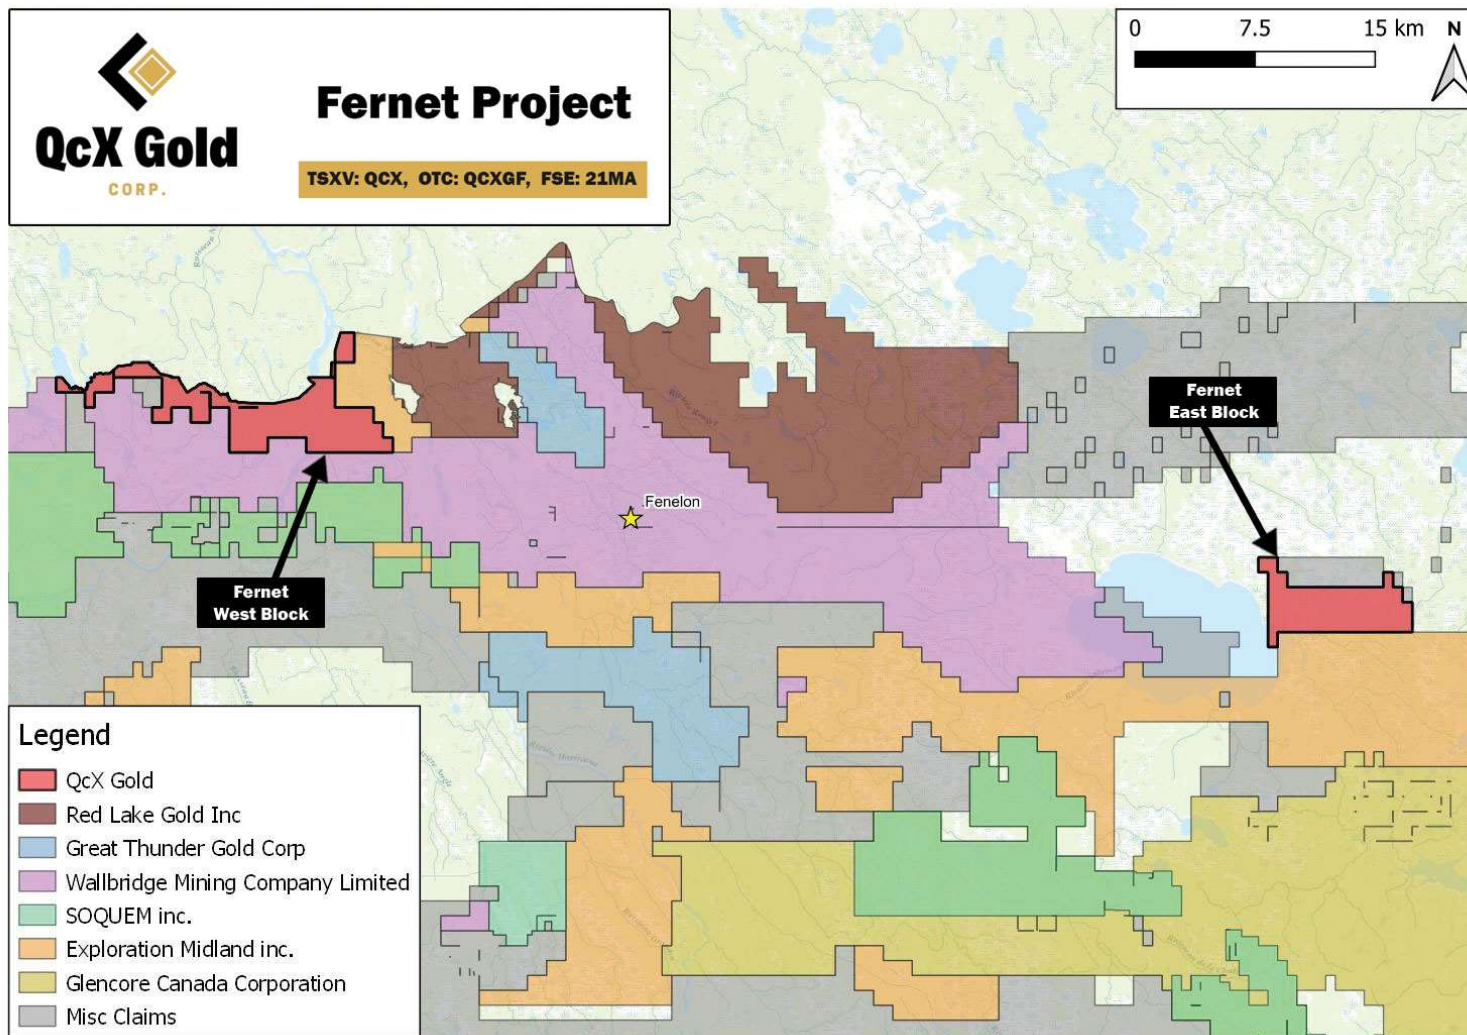 QcX Gold
CORP.
Fernet Project
TSXV: QCX, OTC: QCXGF, FSE: 21MA
0 7.5 15 km
N
Fernet
East Block
Fenelon
Fernet
West Block
Legend
QcX Gold
Red Lake Gold Inc
Great Thunder Gold Corp
Wallbridge Mining Company Limited
SOQUEM inc.
Exploration Midland inc.
Glencore Canada Corporation
Misc Claims